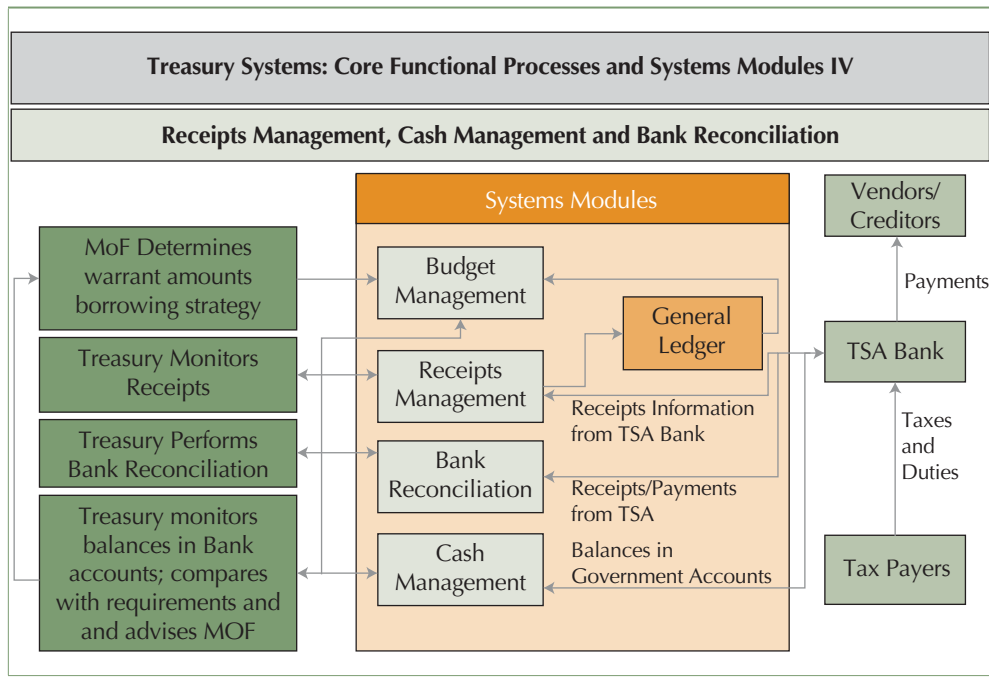 Treasury Systems: Core Functional Processes and Systems Modules IV
Receipts Management, Cash Management and Bank Reconciliation
MoF Determines
warrant amounts
borrowing strategy
Treasury Monitors
Receipts
Treasury Performs
Bank Reconciliation
Treasury monitors
balances in Bank
accounts; compares
with requirements and
and advises MOF
Systems Modules
Budget
Management
General
Ledger
Receipts
Management
Receipts Information
from TSA Bank
Bank
Reconciliation
Receipts/Payments
from TSA
Cash
Management
Balances in
Government Accounts
Vendors/
Creditors
Payments
TSA Bank
Taxes
and
Duties
Tax Payers